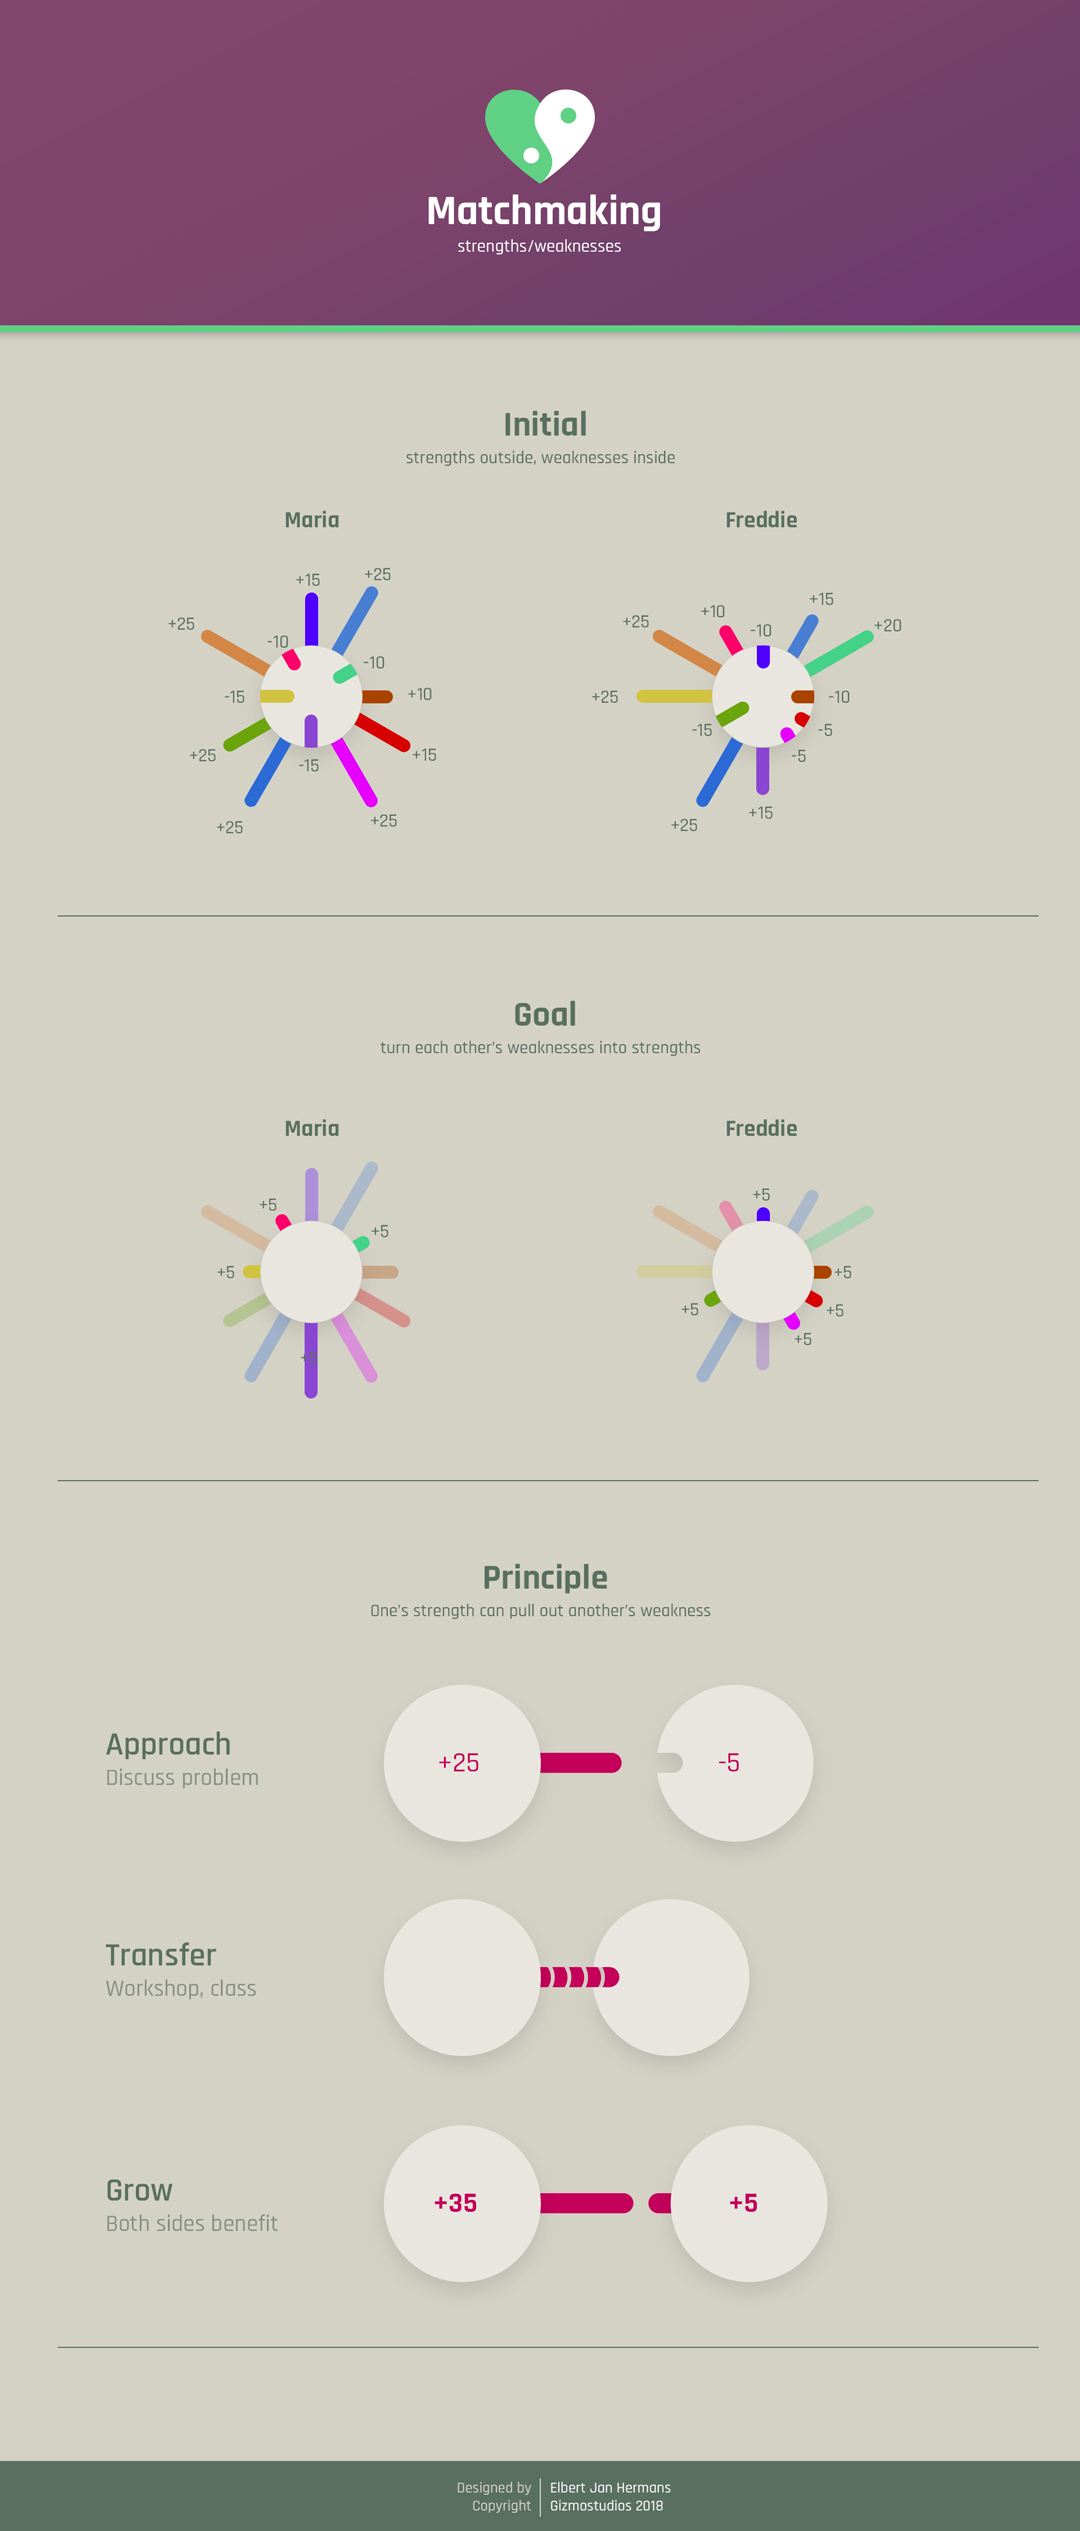 Matchmaking
strengths/weaknesses
Initial
strengths outside, weaknesses inside
Maria
+15
+25
+25
-10
-10
-15
+10
+25
+15
-15
+25
+25
Freddie
+15
+10
+25
-10
+20
+25
-10
-15
-5
-5
+15
+25
Goal
turn each other's weaknesses into strengths
Maria
+5
+5
+5
+5
Freddie
+5
+5
+5
+5
+5
Principle
One's strength can pull out another's weakness
Approach
Discuss problem
+25
-5
Transfer
Workshop, class
Grow
Both sides benefit
+35
+5
Designed by
Elbert Jan Hermans
Copyright
Gizmostudios 2018